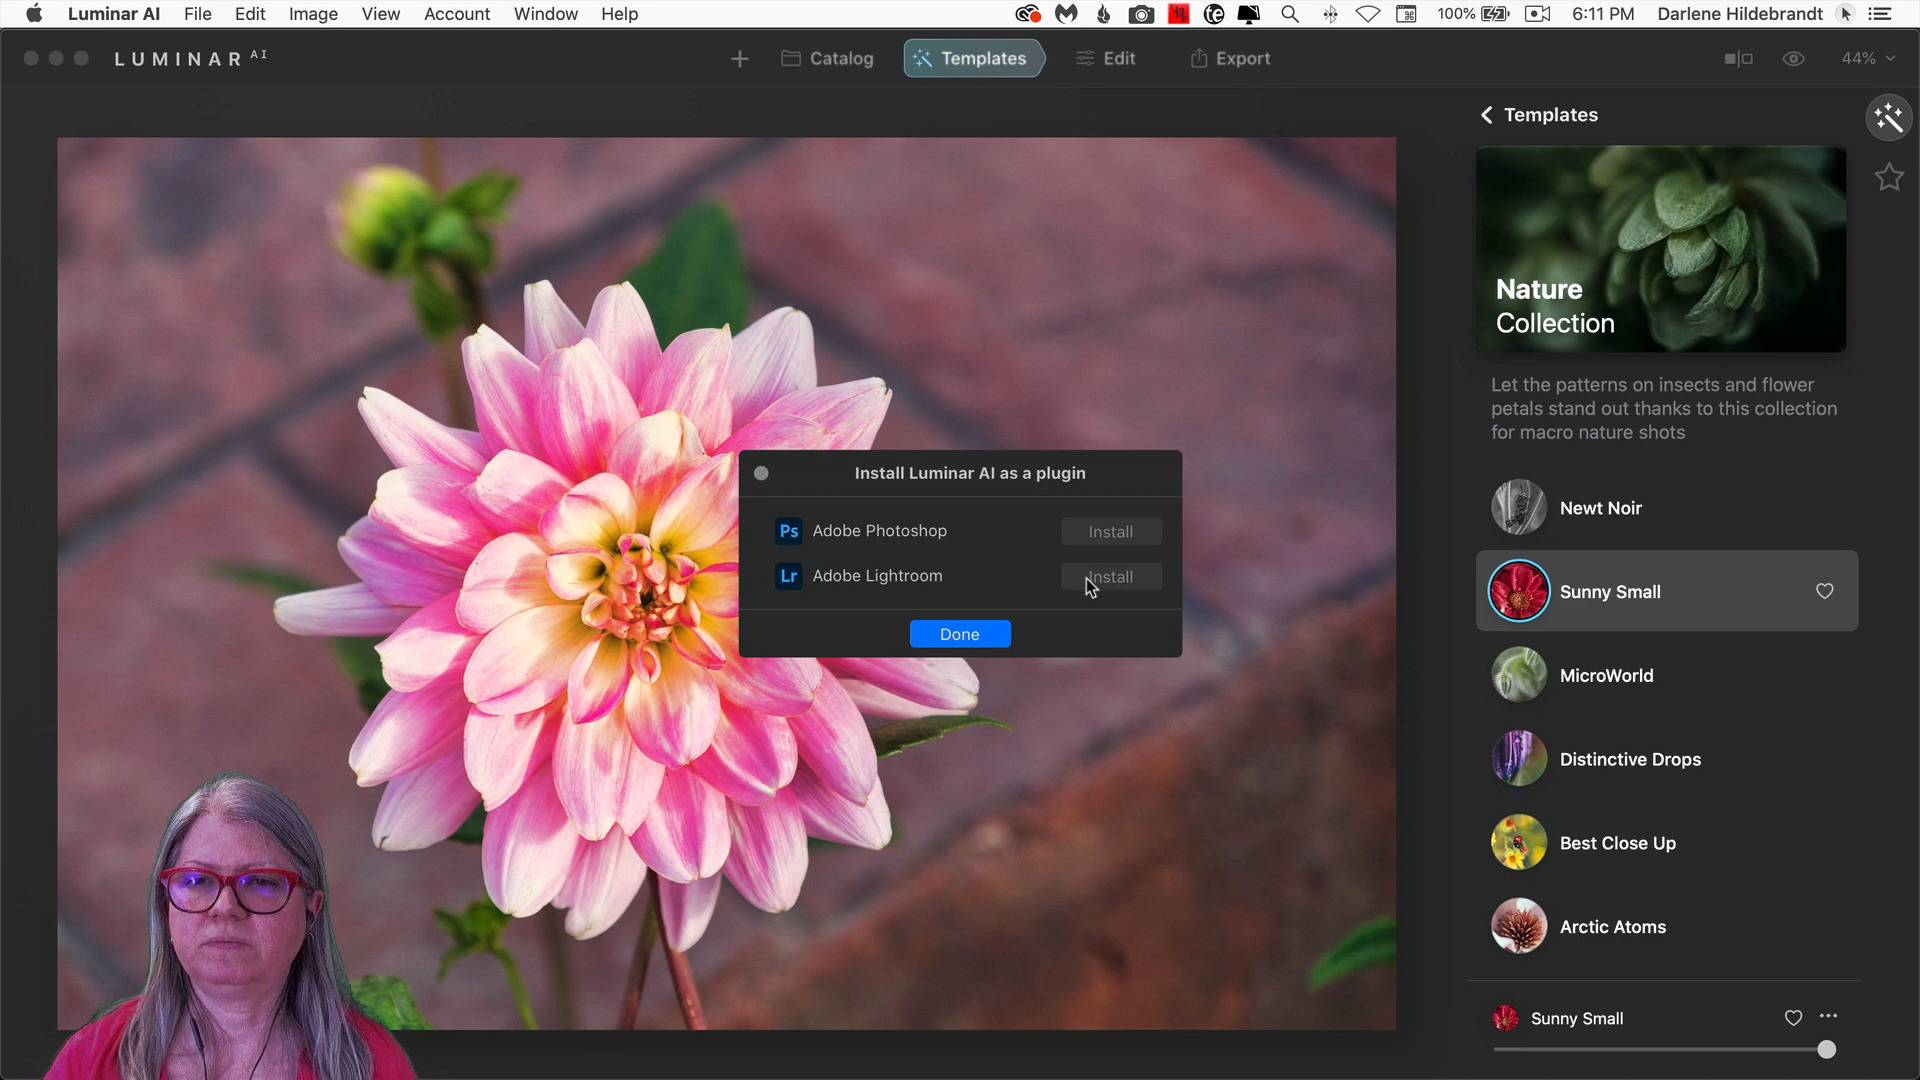 Luminar AI File Edit Image View Account Window Help 100% 6:11 PM Darlene Hildebrandt
LUMINAR AI Catalog Templates Edit Export 44%
Templates
Nature
Collection
Let the patterns on insects and flower
petals stand out thanks to this collection
for macro nature shots
Newt Noir
Sunny Small
MicroWorld
Distinctive Drops
Best Close Up
Arctic Atoms
Sunny Small
Install Luminar AI as a plugin
Ps Adobe Photoshop Install
Lr Adobe Lightroom Install
Done